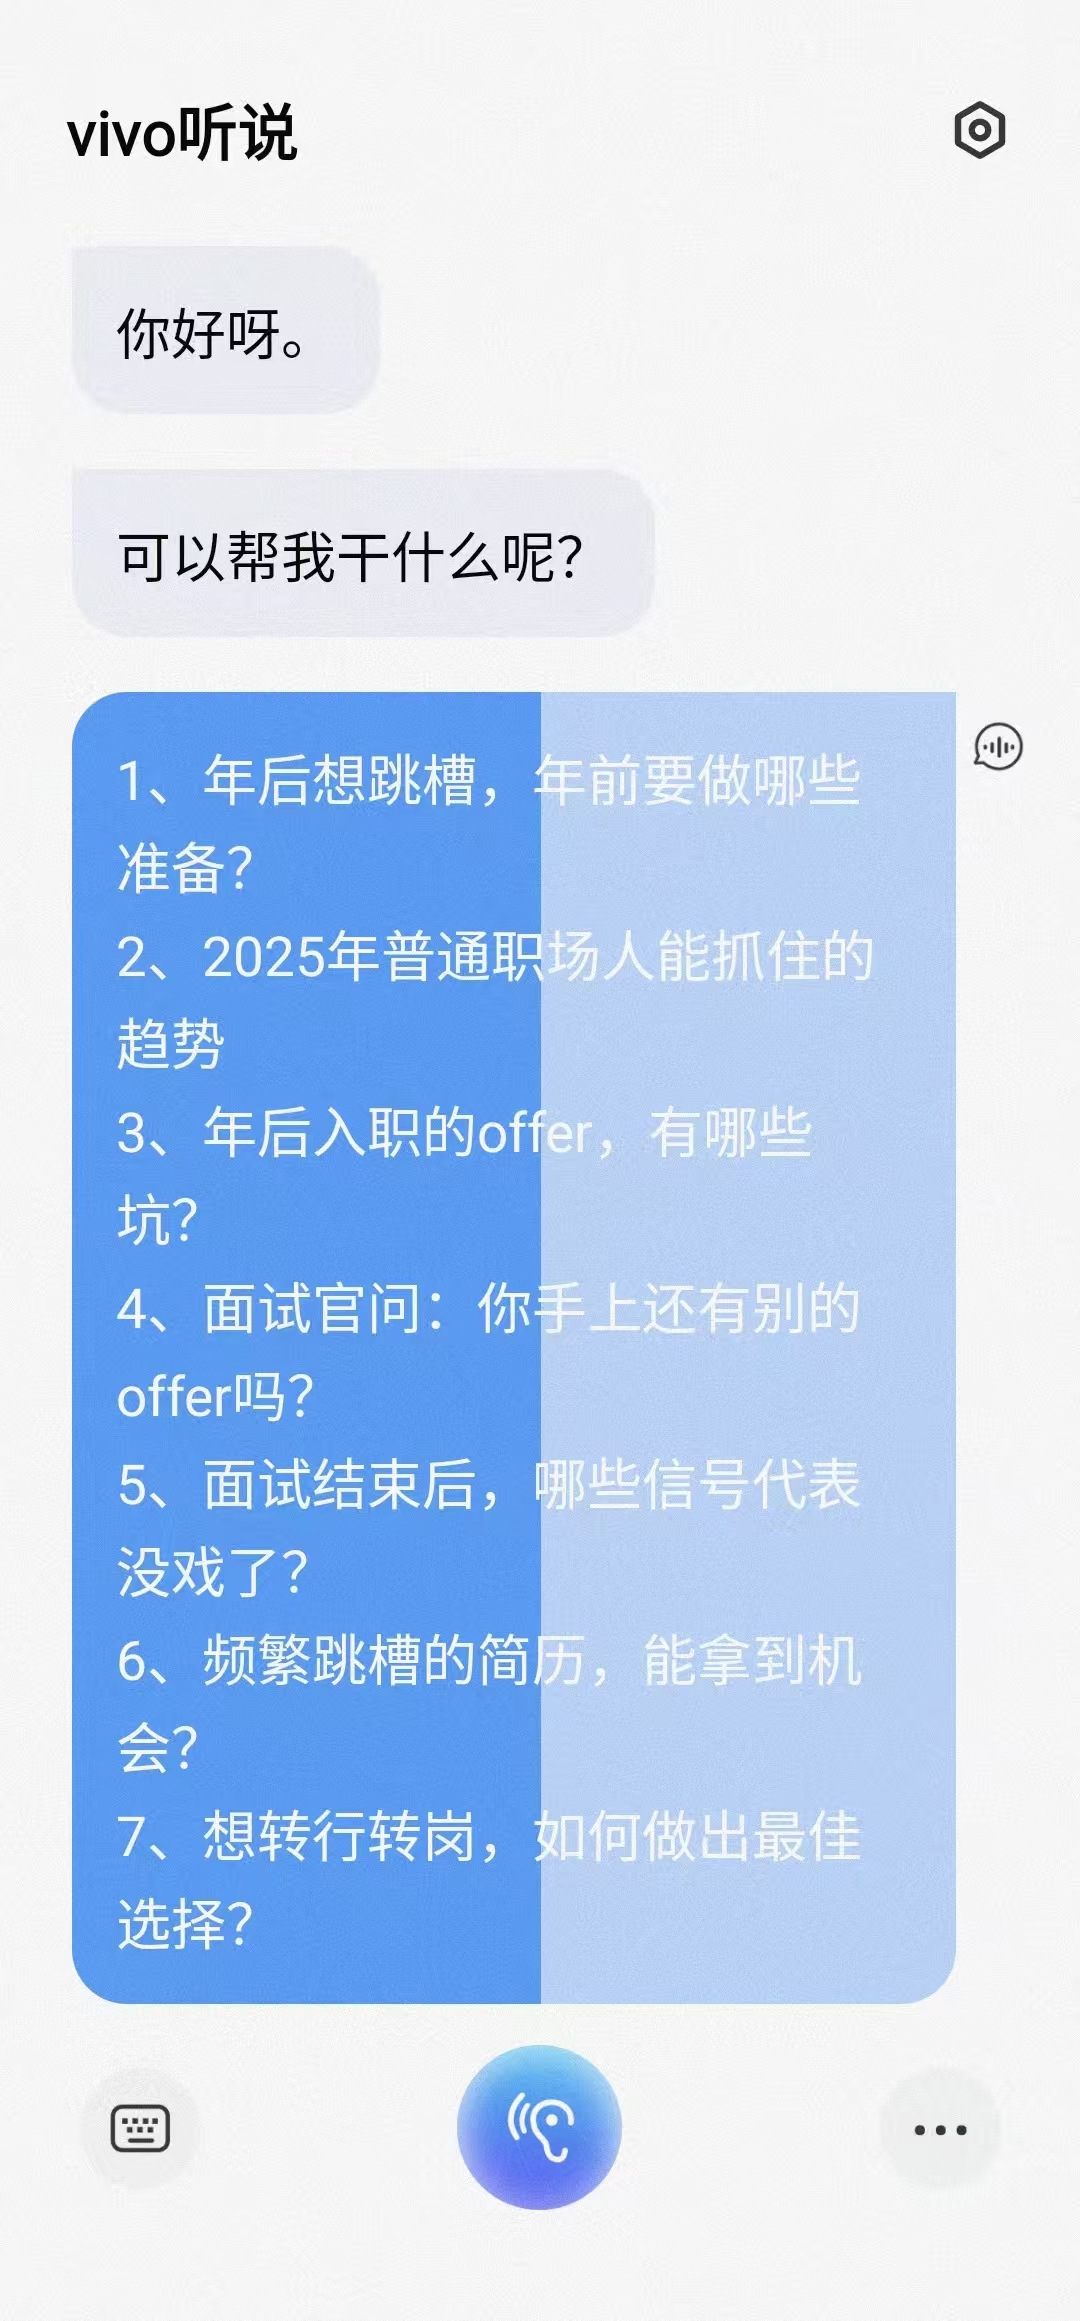 vivo听说
你好呀。
可以帮我干什么呢？
1、年后想跳槽，年前要做哪些
准备？
2、2025年普通职场人能抓住的
趋势
3、年后入职的offer，有哪些
坑？
4、面试官问：你手上还有别的
offer吗？
5、面试结束后，哪些信号代表
没戏了？
6、频繁跳槽的简历，能拿到机
会？
7、想转行转岗，如何做出最佳
选择？